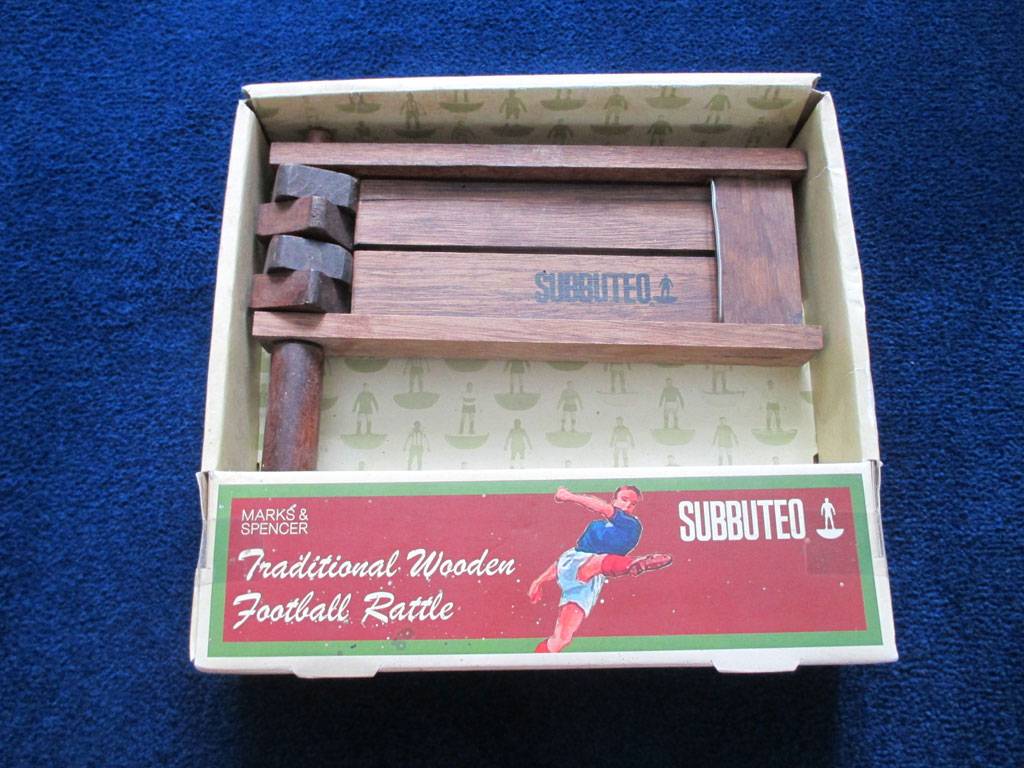 SUBBUTEO
MARKS &
SPENCER
SUBBUTEO
Traditional Wooden
Football Rattle